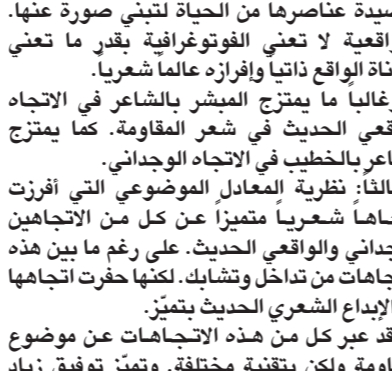 سيدة عناصرها من الحياة لتبني صورة عنها.
واقعية لا تعني الفوتوغرافية بقدر ما تعني
ناة الواقع ذاتياً وإفرازه عالماً شعرياً.
غالباً ما يمتزج المبشر بالشاعر في الاتجاه
قعي الحديث في شعر المقاومة. كما يمتزج
اعر بالخطيب في الاتجاه الوجداني.
الثاً: نظرية المعادل الموضوعي التي أفرزت
ـاهاً شعرياً متميزاً عن كل من الاتجاهين
جداني والواقعي الحديث. على رغم ما بين هذه
جاهات من تداخل وتشابك. لكنها حفرت اتجاهها
الإبداع الشعري الحديث بتميّز.
قد عبر كل من هذه الاتجاهات عن موضوع
اومة ولكن بتقنية مختلفة. وتميّز توفيق زياد